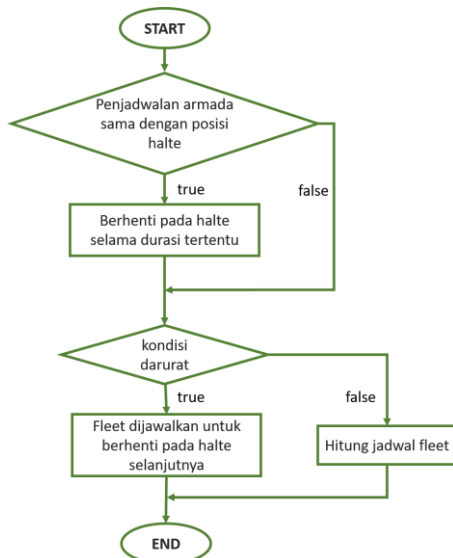 START
Penjadwalan armada
sama dengan posisi
halte
true
false
Berhenti pada halte
selama durasi tertentu
kondisi
darurat
true
false
Fleet dijawalkan untuk
berhenti pada halte
selanjutnya
Hitung jadwal fleet
END